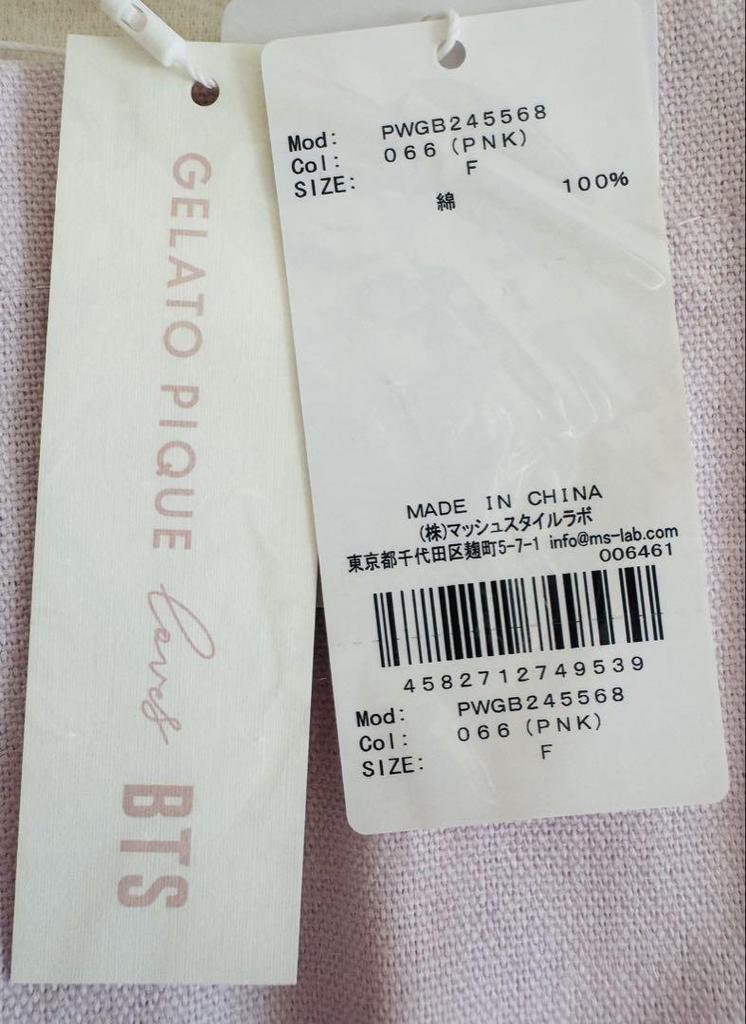 GELATO PIQUE loves BTS
Mod: PWGB245568
Col: 066 (PNK)
SIZE: F
綿 100%
MADE IN CHINA
(株)マッシュスタイルラボ
東京都千代田区麹町5-7-1 info@ms-lab.com
006461
4582712749539
Mod: PWGB245568
Col: 066 (PNK)
SIZE: F